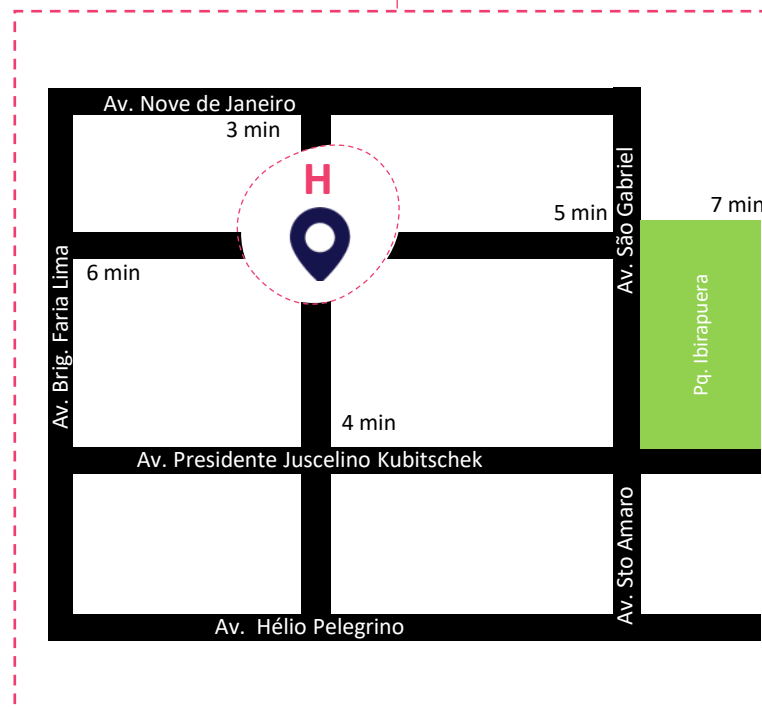 Av. Nove de Janeiro
3 min
H
Av. São Gabriel
5 min
7 min
Av. Brig. Faria Lima
6 min
Pq. Ibirapuera
4 min
Av. Presidente Juscelino Kubitschek
Av. Sto Amaro
Av.  Hélio Pelegrino